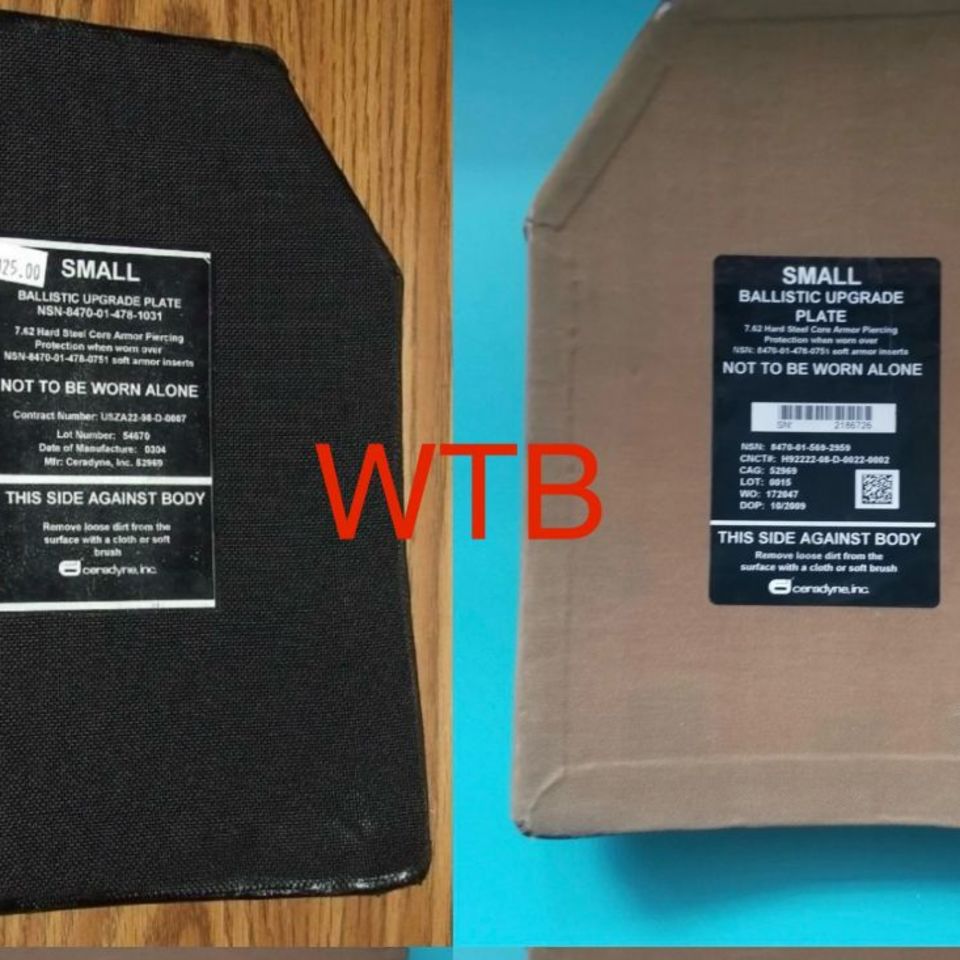 125.00
SMALL
BALLISTIC UPGRADE PLATE
NSN-8470-01-478-1031
7.62 Hard Steel Core Armor Piercing
Protection when worn over
NSN-8470-01-478-0751 soft armor inserts
NOT TO BE WORN ALONE
Contract Number: USZA22-98-D-0007
Lot Number: 54670
Date of Manufacture: 0304
Mfr: Ceradyne, Inc. 52969
THIS SIDE AGAINST BODY
Remove loose dirt from the
surface with a cloth or soft
brush
ceradyne, inc.
WTB
SMALL
BALLISTIC UPGRADE
PLATE
7.62 Hard Steel Core Armor Piercing
Protection when worn over
NSN: 8470-01-478-0751 soft armor inserts
NOT TO BE WORN ALONE
SN: 2186726
NSN: 8470-01-569-2959
CNCT#: H92222-08-D-0022-0002
CAG: 52969
LOT: 0015
WO: 172047
DOP: 10/2009
THIS SIDE AGAINST BODY
Remove loose dirt from the
surface with a cloth or soft brush
ceradyne, inc.